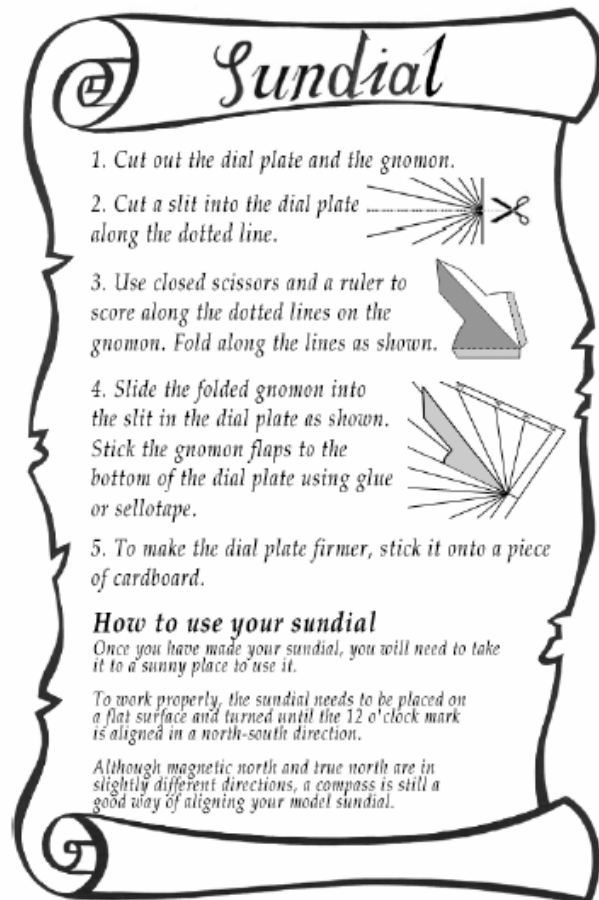 Sundial
1. Cut out the dial plate and the gnomon.
2. Cut a slit into the dial plate
along the dotted line.
3. Use closed scissors and a ruler to
score along the dotted lines on the
gnomon. Fold along the lines as shown.
4. Slide the folded gnomon into
the slit in the dial plate as shown.
Stick the gnomon flaps to the
bottom of the dial plate using glue
or sellotape.
5. To make the dial plate firmer, stick it onto a piece
of cardboard.
How to use your sundial
Once you have made your sundial, you will need to take
it to a sunny place to use it.
To work properly, the sundial needs to be placed on
a flat surface and turned until the 12 o'clock mark
is aligned in a north-south direction.
Although magnetic north and true north are in
slightly different directions, a compass is still a
good way of aligning your model sundial.